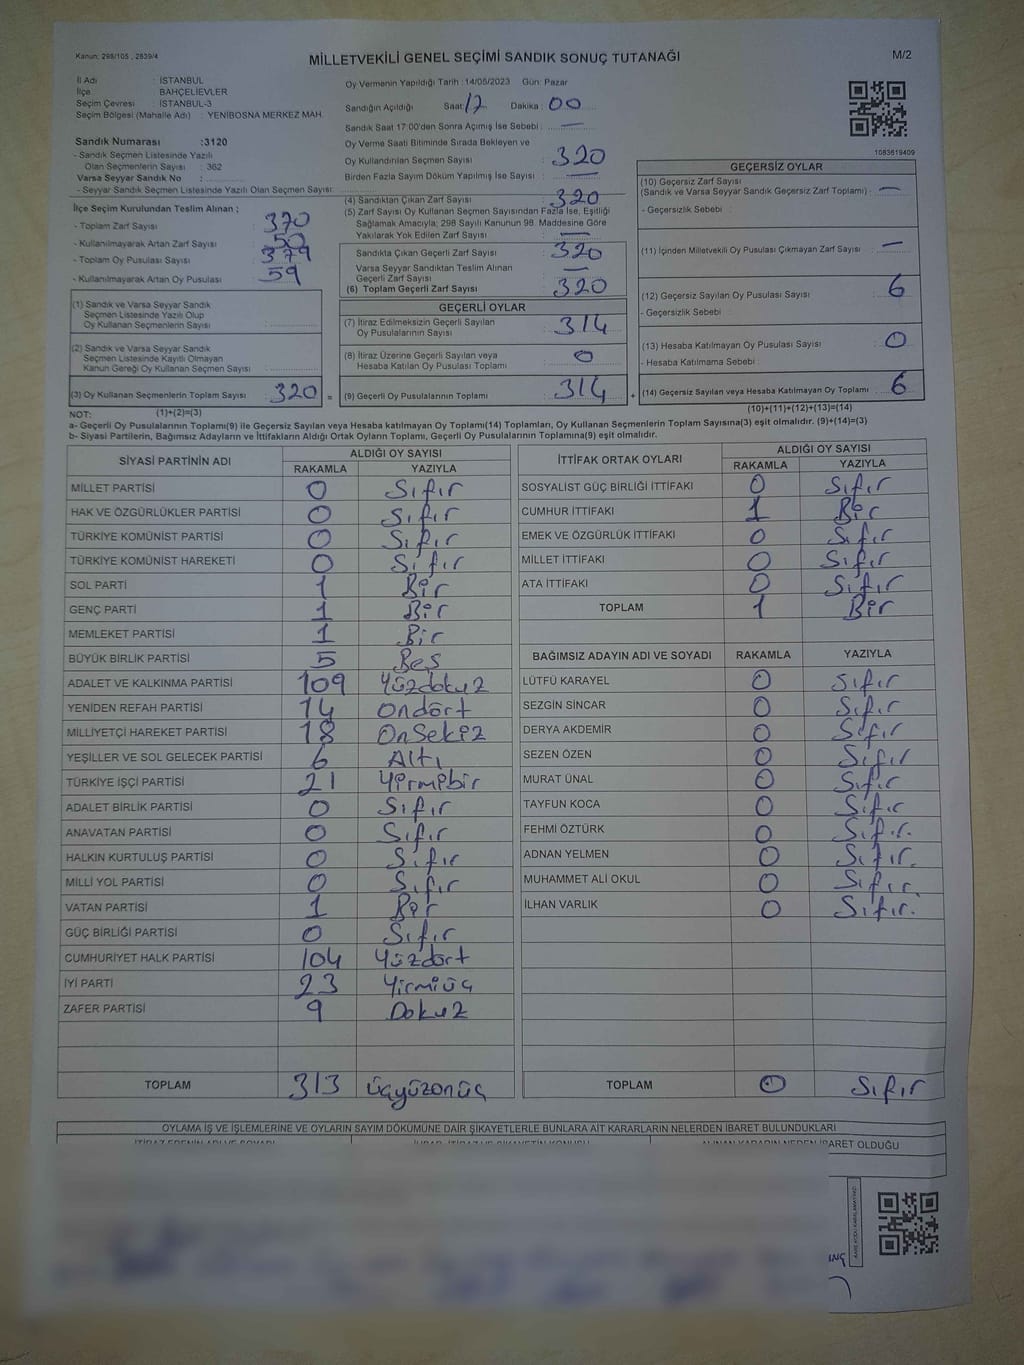 Kanun: 298/105 , 2839/4
MİLLETVEKİLİ GENEL SEÇİMİ SANDIK SONUÇ TUTANAĞI
M/2
İl Adı : İSTANBUL
İlçe : BAHÇELİEVLER
Seçim Çevresi : İSTANBUL-3
Seçim Bölgesi (Mahalle Adı) : YENİBOSNA MERKEZ MAH.
Sandık Numarası :3120
- Sandık Seçmen Listesinde Yazılı
Olan Seçmenlerin Sayısı : 362
Varsa Seyyar Sandık No :
- Seyyar Sandık Seçmen Listesinde Yazılı Olan Seçmen Sayısı:
İlçe Seçim Kurulundan Teslim Alınan ;
- Toplam Zarf Sayısı : 370
- Kullanılmayarak Artan Zarf Sayısı : 50
- Toplam Oy Pusulası Sayısı : 379
- Kullanılmayarak Artan Oy Pusulası : 59
(1) Sandık ve Varsa Seyyar Sandık
Seçmen Listesinde Yazılı Olup
Oy Kullanan Seçmenlerin Sayısı :
(2) Sandık ve Varsa Seyyar Sandık
Seçmen Listesinde Kayıtlı Olmayan
Kanun Gereği Oy Kullanan Seçmen Sayısı :
(3) Oy Kullanan Seçmenlerin Toplam Sayısı : 320 =
(1)+(2)=(3)
Oy Vermenin Yapıldığı Tarih :14/05/2023 Gün: Pazar
Sandığın Açıldığı Saat: 17 Dakika : 00
Sandık Saat 17:00'den Sonra Açımış İse Sebebi : —
Oy Verme Saati Bitiminde Sırada Bekleyen ve
Oy Kullandırılan Seçmen Sayısı : 320
Birden Fazla Sayım Döküm Yapılmış İse Sayısı : —
(4) Sandıktan Çıkan Zarf Sayısı : 320
(5) Zarf Sayısı Oy Kullanan Seçmen Sayısından Fazla İse, Eşitliği
Sağlamak Amacıyla; 298 Sayılı Kanunun 98. Maddesine Göre
Yakılarak Yok Edilen Zarf Sayısı : —
Sandıkta Çıkan Geçerli Zarf Sayısı : 320
Varsa Seyyar Sandıktan Teslim Alınan
Geçerli Zarf Sayısı : —
(6) Toplam Geçerli Zarf Sayısı : 320
GEÇERLİ OYLAR
(7) İtiraz Edilmeksizin Geçerli Sayılan
Oy Pusulalarının Sayısı : 314
(8) İtiraz Üzerine Geçerli Sayılan veya
Hesaba Katılan Oy Pusulası Toplamı : 0
(9) Geçerli Oy Pusulalarının Toplamı : 314 +
1083619409
GEÇERSİZ OYLAR
(10) Geçersiz Zarf Sayısı
(Sandık ve Varsa Seyyar Sandık Geçersiz Zarf Toplamı) : —
- Geçersizlik Sebebi :
(11) İçinden Milletvekili Oy Pusulası Çıkmayan Zarf Sayısı : —
(12) Geçersiz Sayılan Oy Pusulası Sayısı : 6
- Geçersizlik Sebebi :
(13) Hesaba Katılmayan Oy Pusulası Sayısı : 0
- Hesaba Katılmama Sebebi :
(14) Geçersiz Sayılan veya Hesaba Katılmayan Oy Toplamı : 6
(10)+(11)+(12)+(13)=(14)
NOT:
a- Geçerli Oy Pusulalarının Toplamı(9) ile Geçersiz Sayılan veya Hesaba katılmayan Oy Toplamı(14) Toplamları, Oy Kullanan Seçmenlerin Toplam Sayısına(3) eşit olmalıdır. (9)+(14)=(3)
b- Siyasi Partilerin, Bağımsız Adayların ve İttifakların Aldığı Ortak Oyların Toplamı, Geçerli Oy Pusulalarının Toplamına(9) eşit olmalıdır.
SİYASİ PARTİNİN ADI ALDIĞI OY SAYISI
RAKAMLA YAZIYLA
MİLLET PARTİSİ 0 Sıfır
HAK VE ÖZGÜRLÜKLER PARTİSİ 0 Sıfır
TÜRKİYE KOMÜNİST PARTİSİ 0 Sıfır
TÜRKİYE KOMÜNİST HAREKETİ 0 Sıfır
SOL PARTİ 1 Bir
GENÇ PARTİ 1 Bir
MEMLEKET PARTİSİ 1 Bir
BÜYÜK BİRLİK PARTİSİ 5 Beş
ADALET VE KALKINMA PARTİSİ 109 Yüzdokuz
YENİDEN REFAH PARTİSİ 14 Ondört
MİLLİYETÇİ HAREKET PARTİSİ 18 OnSekiz
YEŞİLLER VE SOL GELECEK PARTİSİ 6 Altı
TÜRKİYE İŞÇİ PARTİSİ 21 Yirmibir
ADALET BİRLİK PARTİSİ 0 Sıfır
ANAVATAN PARTİSİ 0 Sıfır
HALKIN KURTULUŞ PARTİSİ 0 Sıfır
MİLLİ YOL PARTİSİ 0 Sıfır
VATAN PARTİSİ 1 Bir
GÜÇ BİRLİĞİ PARTİSİ 0 Sıfır
CUMHURİYET HALK PARTİSİ 104 Yüzdört
İYİ PARTİ 23 Yirmiüç
ZAFER PARTİSİ 9 Dokuz
TOPLAM 313 üçyüzonüç
İTTİFAK ORTAK OYLARI ALDIĞI OY SAYISI
RAKAMLA YAZIYLA
SOSYALİST GÜÇ BİRLİĞİ İTTİFAKI 0 Sıfır
CUMHUR İTTİFAKI 1 Bir
EMEK VE ÖZGÜRLÜK İTTİFAKI 0 Sıfır
MİLLET İTTİFAKI 0 Sıfır
ATA İTTİFAKI 0 Sıfır
TOPLAM 1 Bir
BAĞIMSIZ ADAYIN ADI VE SOYADI RAKAMLA YAZIYLA
LÜTFÜ KARAYEL 0 Sıfır
SEZGİN SİNCAR 0 Sıfır
DERYA AKDEMİR 0 Sıfır
SEZEN ÖZEN 0 Sıfır
MURAT ÜNAL 0 Sıfır
TAYFUN KOCA 0 Sıfır
FEHMİ ÖZTÜRK 0 Sıfır.
ADNAN YELMEN 0 Sıfır.
MUHAMMET ALİ OKUL 0 Sıfır.
İLHAN VARLIK 0 Sıfır.
TOPLAM 0 Sıfır
OYLAMA İŞ VE İŞLEMLERİNE VE OYLARIN SAYIM DÖKÜMÜNE DAİR ŞİKAYETLERLE BUNLARA AİT KARARLARIN NELERDEN İBARET BULUNDUKLARI
İBARET OLDUĞU